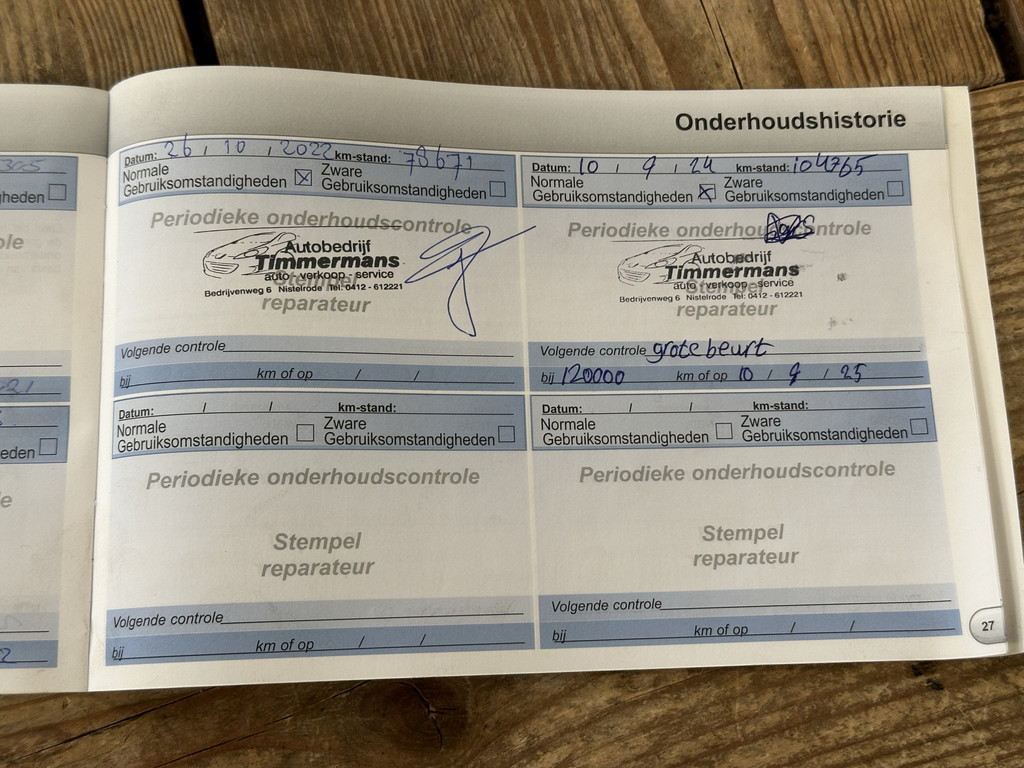 Onderhoudshistorie
Datum: 26 , 10 , 2022 km-stand: 78671
Normale Gebruiksomstandigheden ☒ Zware Gebruiksomstandigheden ☐
Periodieke onderhoudscontrole
Autobedrijf
Timmermans
auto - verkoop - service
Stempel
Bedrijvenweg 6 Nistelrode Tel: 0412 - 612221
reparateur
Volgende controle
bij km of op / /
Datum: 10 , 9 , 24 km-stand: 104765
Normale Gebruiksomstandigheden ☒ Zware Gebruiksomstandigheden ☐
Periodieke onderhoudscontrole
Autobedrijf
Timmermans
auto - verkoop - service
Stempel
Bedrijvenweg 6 Nistelrode Tel: 0412 - 612221
reparateur
Volgende controle grote beurt
bij 120000 km of op 10 / 9 / 25
Datum: / / km-stand:
Normale Gebruiksomstandigheden ☐ Zware Gebruiksomstandigheden ☐
Periodieke onderhoudscontrole
Stempel
reparateur
Volgende controle
bij km of op / /
Datum: / / km-stand:
Normale Gebruiksomstandigheden ☐ Zware Gebruiksomstandigheden ☐
Periodieke onderhoudscontrole
Stempel
reparateur
Volgende controle
bij km of op / /
27